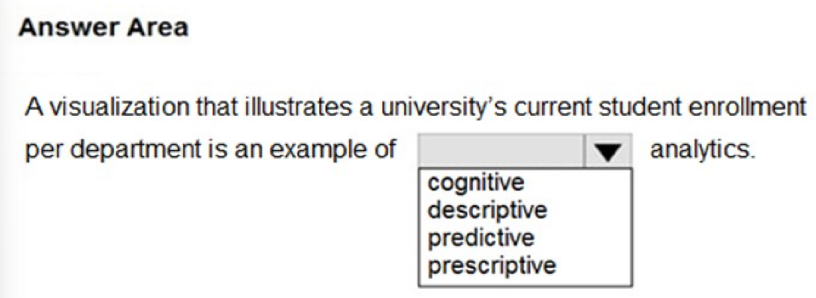 Answer Area
A visualization that illustrates a university's current student enrollment
per department is an example of analytics.
cognitive
descriptive
predictive
prescriptive